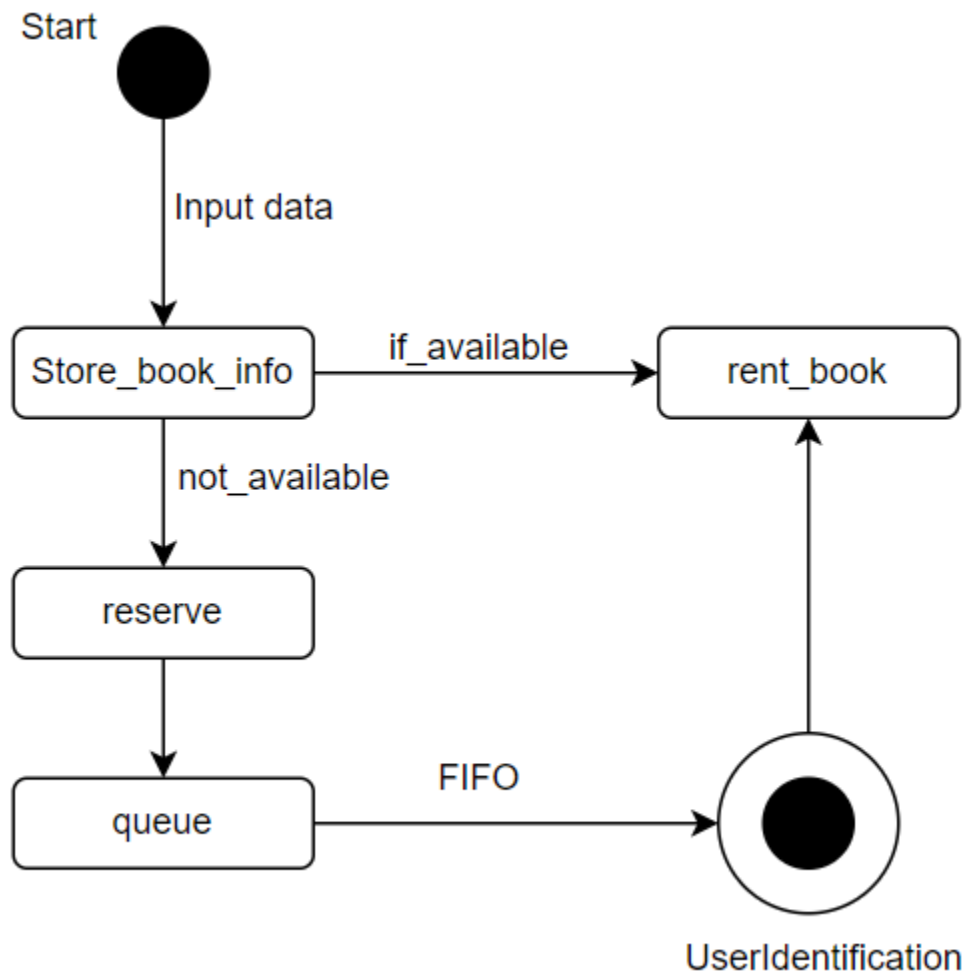 Start
Input data
Store_book_info
if_available
rent_book
not_available
reserve
queue
FIFO
UserIdentification